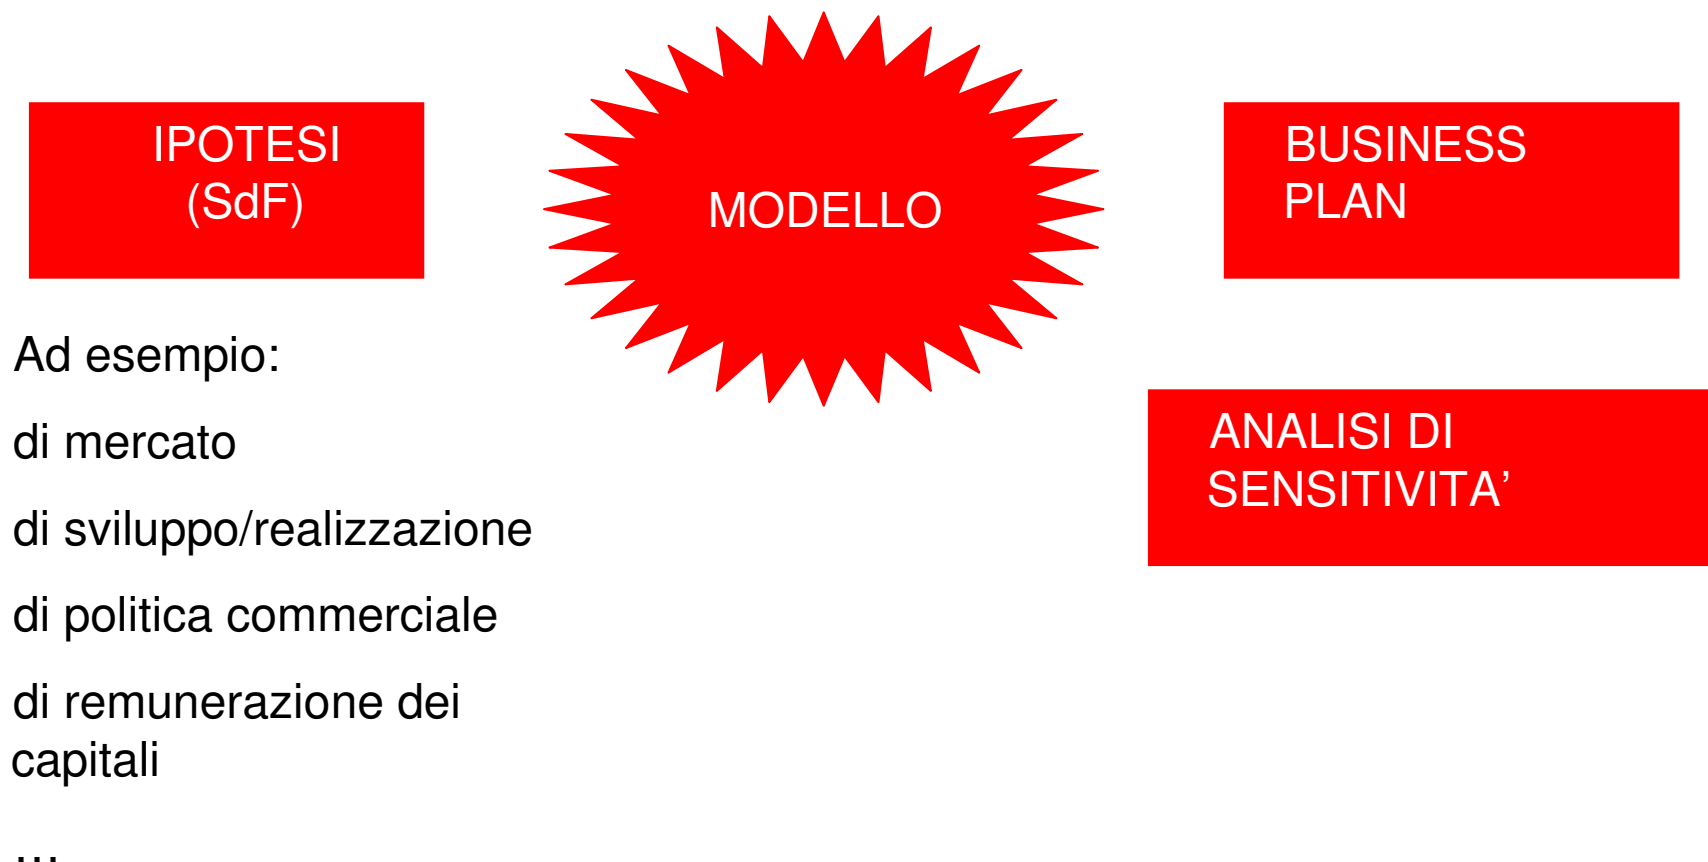 IPOTESI
(SdF)
MODELLO
BUSINESS
PLAN
Ad esempio:
di mercato
di sviluppo/realizzazione
di politica commerciale
di remunerazione dei
capitali
...
ANALISI DI
SENSITIVITA’